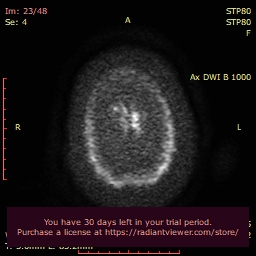 Im: 23/48
Se: 4
A
STP80
STP80
F
Ax DWI B 1000
R
L
You have 30 days left in your trial period.
Purchase a license at https://radiantviewer.com/store/